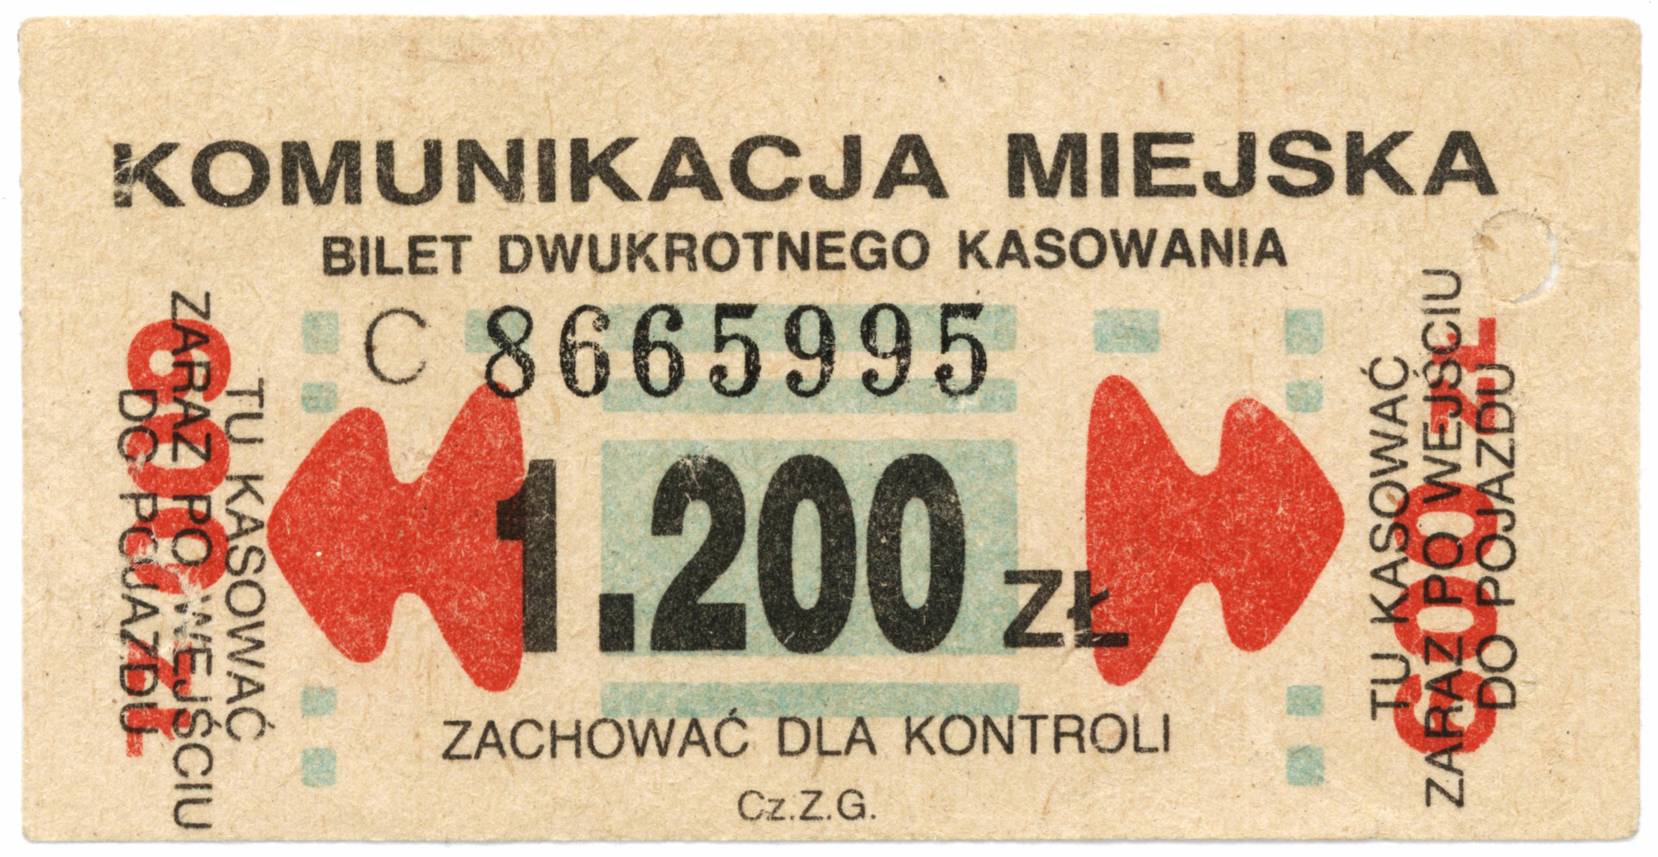 KOMUNIKACJA MIEJSKA
BILET DWUKROTNEGO KASOWANIA
C 8665995
1.200 ZŁ
ZACHOWAĆ DLA KONTROLI
Cz.Z.G.
TU KASOWAĆ
ZARAZ PO WEJŚCIU
DO POJAZDU
600 zł
TU KASOWAĆ
ZARAZ PO WEJŚCIU
DO POJAZDU
600 zł